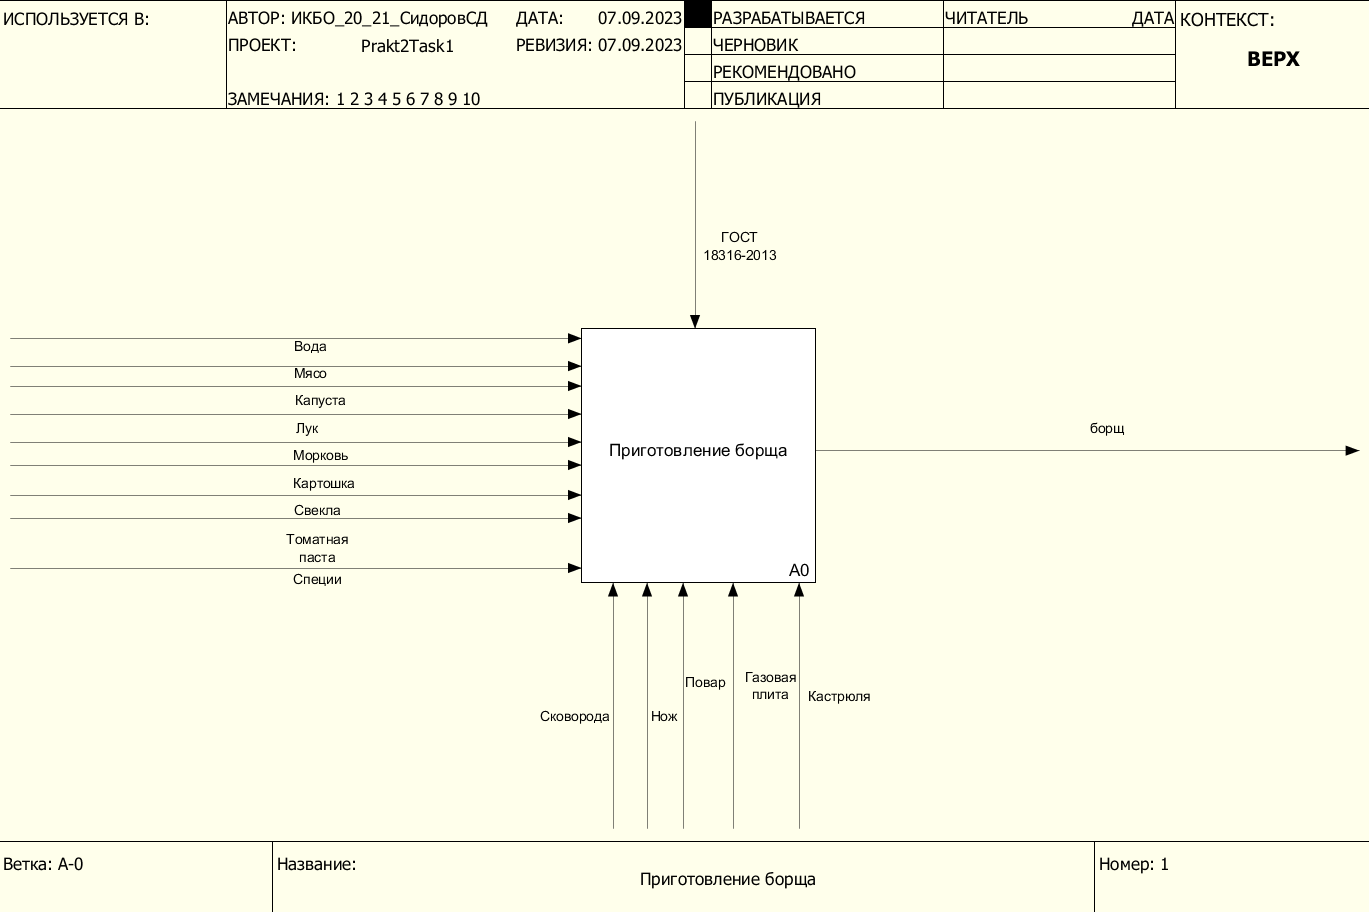 ИСПОЛЬЗУЕТСЯ В:
АВТОР: ИКБО_20_21_СидоровСД
ДАТА: 07.09.2023
ПРОЕКТ: Prakt2Task1
РЕВИЗИЯ: 07.09.2023
ЗАМЕЧАНИЯ: 1 2 3 4 5 6 7 8 9 10
РАЗРАБАТЫВАЕТСЯ
ЧЕРНОВИК
РЕКОМЕНДОВАНО
ПУБЛИКАЦИЯ
ЧИТАТЕЛЬ
ДАТА
КОНТЕКСТ:
ВЕРХ
ГОСТ
18316-2013
Вода
Мясо
Капуста
Лук
Морковь
Картошка
Свекла
Томатная
паста
Специи
Приготовление борща
A0
борщ
Сковорода
Нож
Повар
Газовая
плита
Кастрюля
Ветка: A-0
Название:
Приготовление борща
Номер: 1